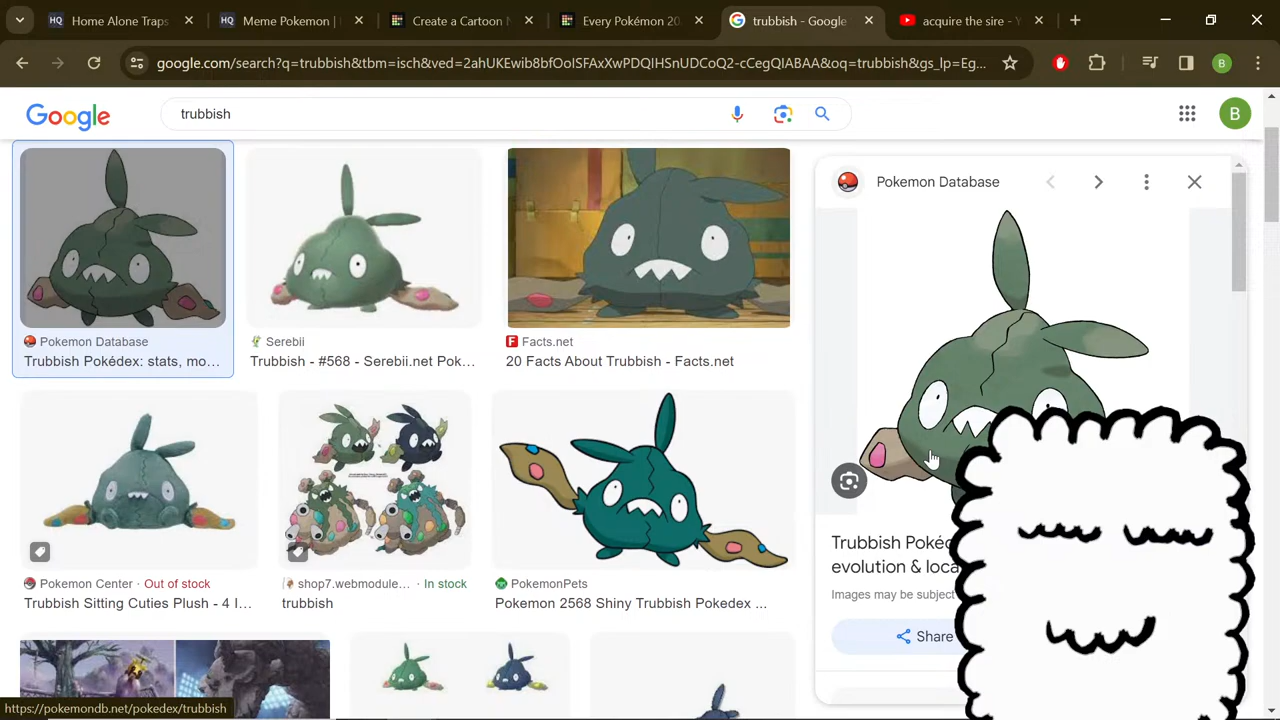 Home Alone Traps
Meme Pokemon |
Create a Cartoon
Every Pokémon 20
trubbish - Google
acquire the sire - Y
google.com/search?q=trubbish&tbm=isch&ved=2ahUKEwib8bfOoISFAxXwPDQIHSnUDCoQ2-cCegQIABAA&oq=trubbish&gs_lp=Eg...
B
Google
trubbish
B
Pokemon Database
Trubbish Pokédex: stats, mo...
Serebii
Trubbish - #568 - Serebii.net Pok...
Facts.net
20 Facts About Trubbish - Facts.net
Pokemon Database
Pokemon Center · Out of stock
Trubbish Sitting Cuties Plush - 4 I...
shop7.webmodule... · In stock
trubbish
PokemonPets
Pokemon 2568 Shiny Trubbish Pokedex ...
Trubbish Pokéd
evolution & loca
Images may be subject
Share
https://pokemondb.net/pokedex/trubbish